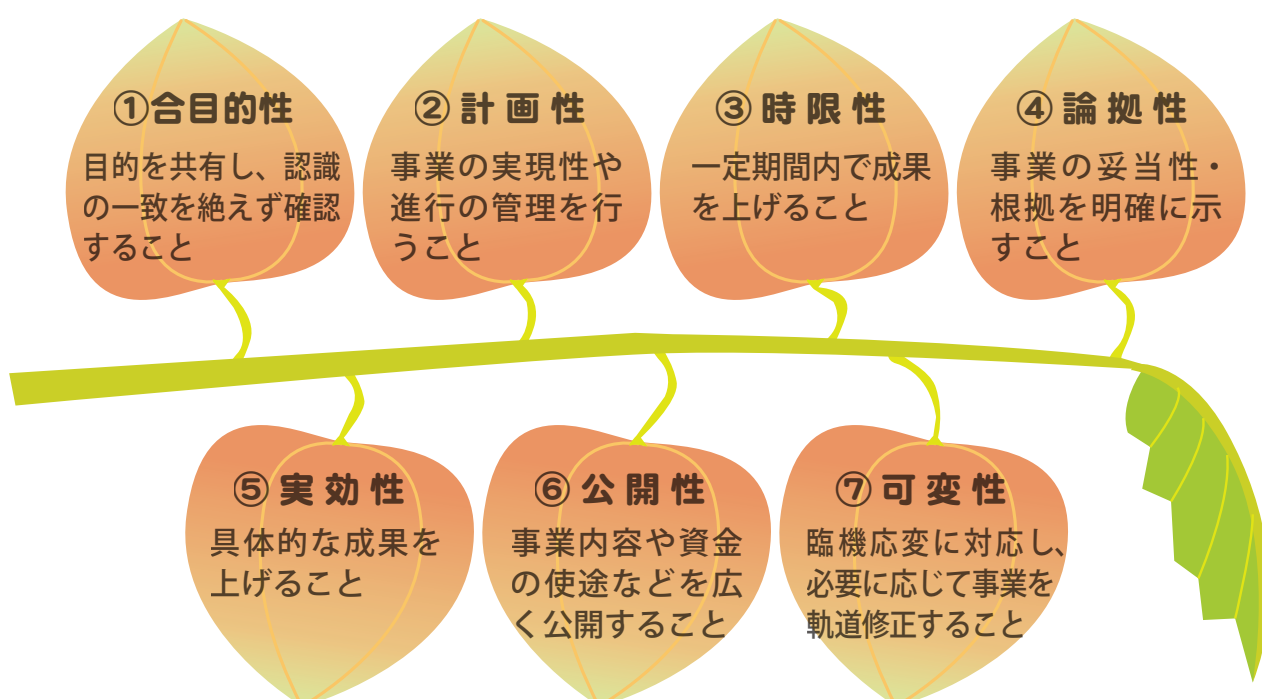 ①合目的性
目的を共有し、認識
の一致を絶えず確認
すること
②計画性
事業の実現性や
進行の管理を行
うこと
③時限性
一定期間内で成果
を上げること
④論拠性
事業の妥当性・
根拠を明確に示
すこと
⑤実効性
具体的な成果を
上げること
⑥公開性
事業内容や資金
の使途などを広
く公開すること
⑦可変性
臨機応変に対応し、
必要に応じて事業を
軌道修正すること